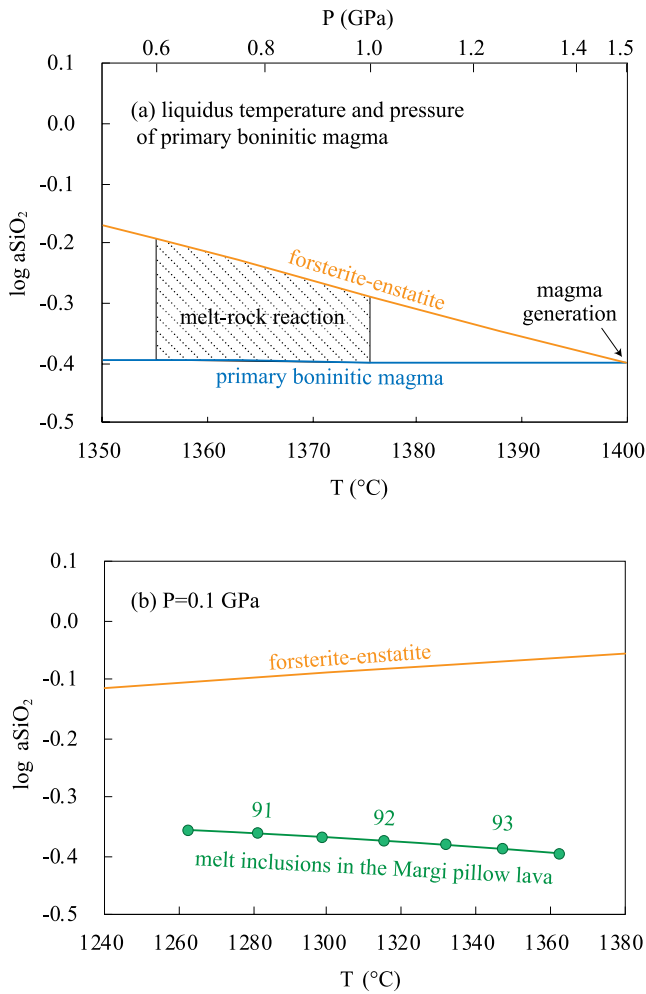 P (GPa)
0.6 0.8 1.0 1.2 1.4 1.5
0.1
(a) liquidus temperature and pressure
of primary boninitic magma
0.0
-0.1
log aSiO₂
-0.2
forsterite-enstatite
-0.3
melt-rock reaction
magma
generation
-0.4
primary boninitic magma
-0.5
1350 1360 1370 1380 1390 1400
T (°C)
0.1
(b) P=0.1 GPa
0.0
forsterite-enstatite
-0.1
log aSiO₂
-0.2
-0.3
91 92 93
-0.4
melt inclusions in the Margi pillow lava
-0.5
1240 1260 1280 1300 1320 1340 1360 1380
T (°C)